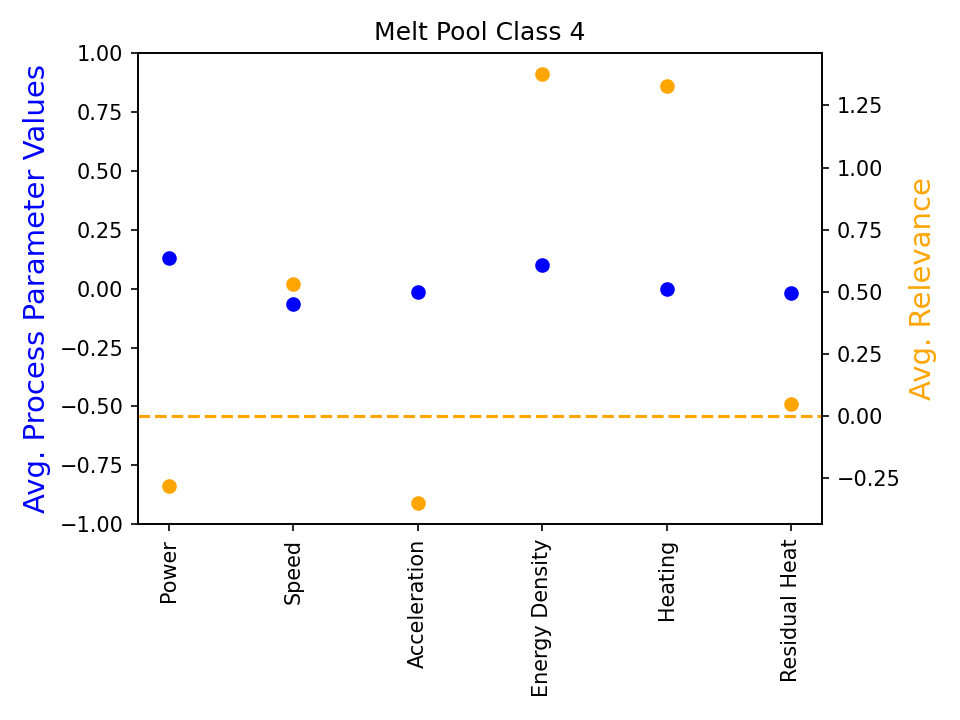 Melt Pool Class 4
Avg. Process Parameter Values
1.00
0.75
0.50
0.25
0.00
−0.25
−0.50
−0.75
−1.00
1.25
1.00
0.75
0.50
0.25
0.00
−0.25
Avg. Relevance
Power
Speed
Acceleration
Energy Density
Heating
Residual Heat